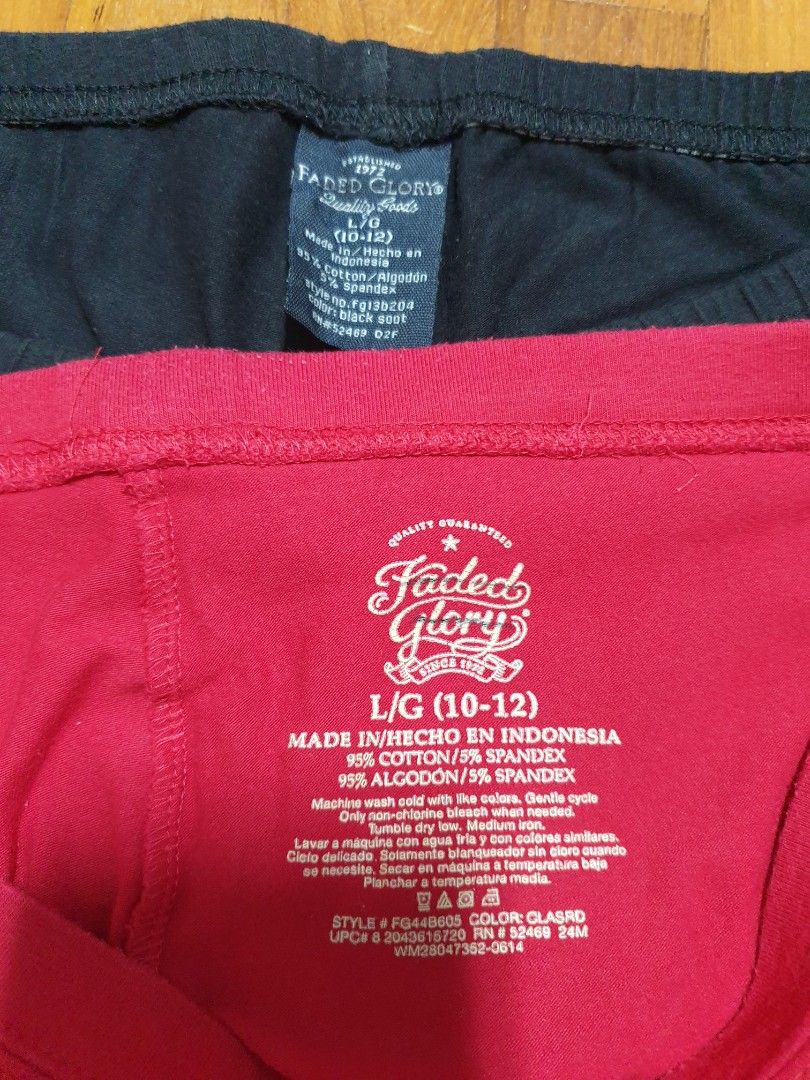 ESTABLISHED
1972
FADED GLORY®
Quality Goods
L/G
(10-12)
Made in/Hecho en
Indonesia
95% Cotton/Algodón
5% spandex
style no.fg13b204
color: black soot
RN#52469 D2F
QUALITY GUARANTEED
Faded
Glory
SINCE 1972
L/G (10-12)
MADE IN/HECHO EN INDONESIA
95% COTTON/5% SPANDEX
95% ALGODÓN/5% SPANDEX
Machine wash cold with like colors. Gentle cycle
Only non-chlorine bleach when needed.
Tumble dry low. Medium iron.
Lavar a máquina con agua fria y con colores similares.
Ciclo delicado. Solamente blanqueador sin cloro cuando
se necesite. Secar en máquina a temperatura baja
Planchar a temperatura media.
STYLE # FG44B605 COLOR: CLASRD
UPC# 8 2043615720 RN # 52469 24M
WM28047352-0614